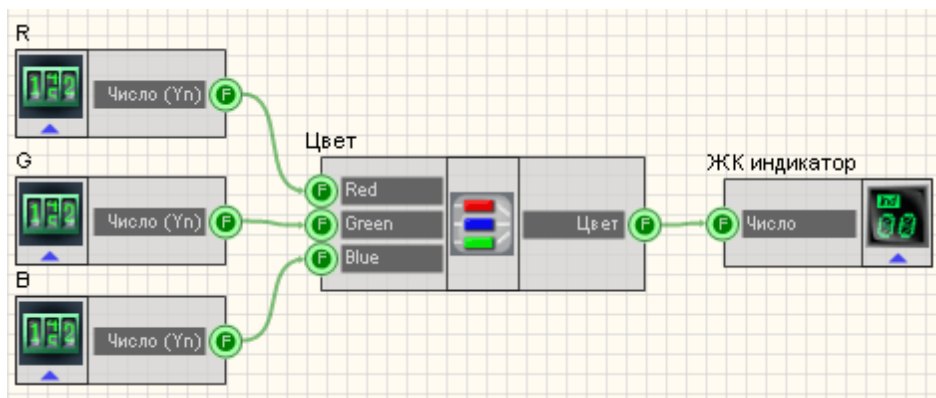 R
Число (Yn)
F
G
Число (Yn)
F
B
Число (Yn)
F
Цвет
F
Red
F
Green
F
Blue
Цвет
F
ЖК индикатор
F
Число